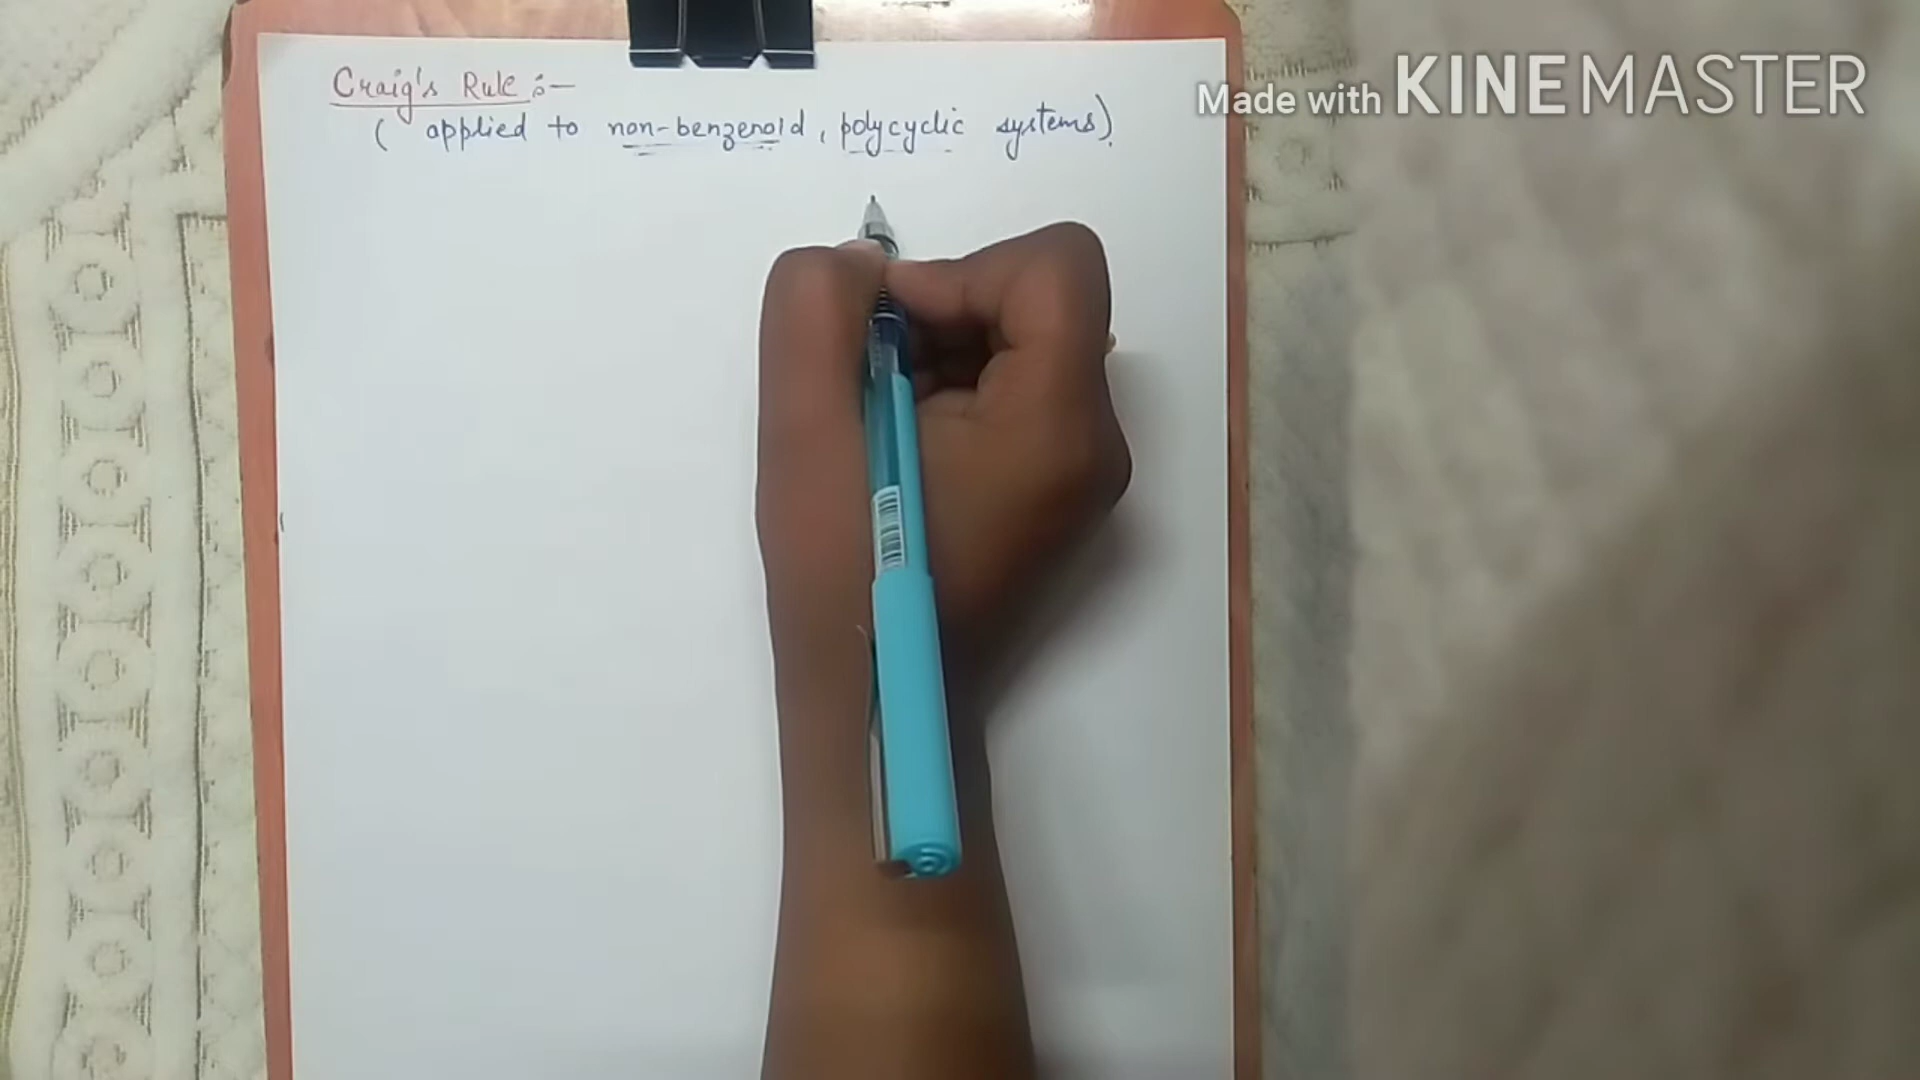 Craig's Rule :-
( applied to non-benzenoid, polycyclic systems).
Made with KINEMASTER